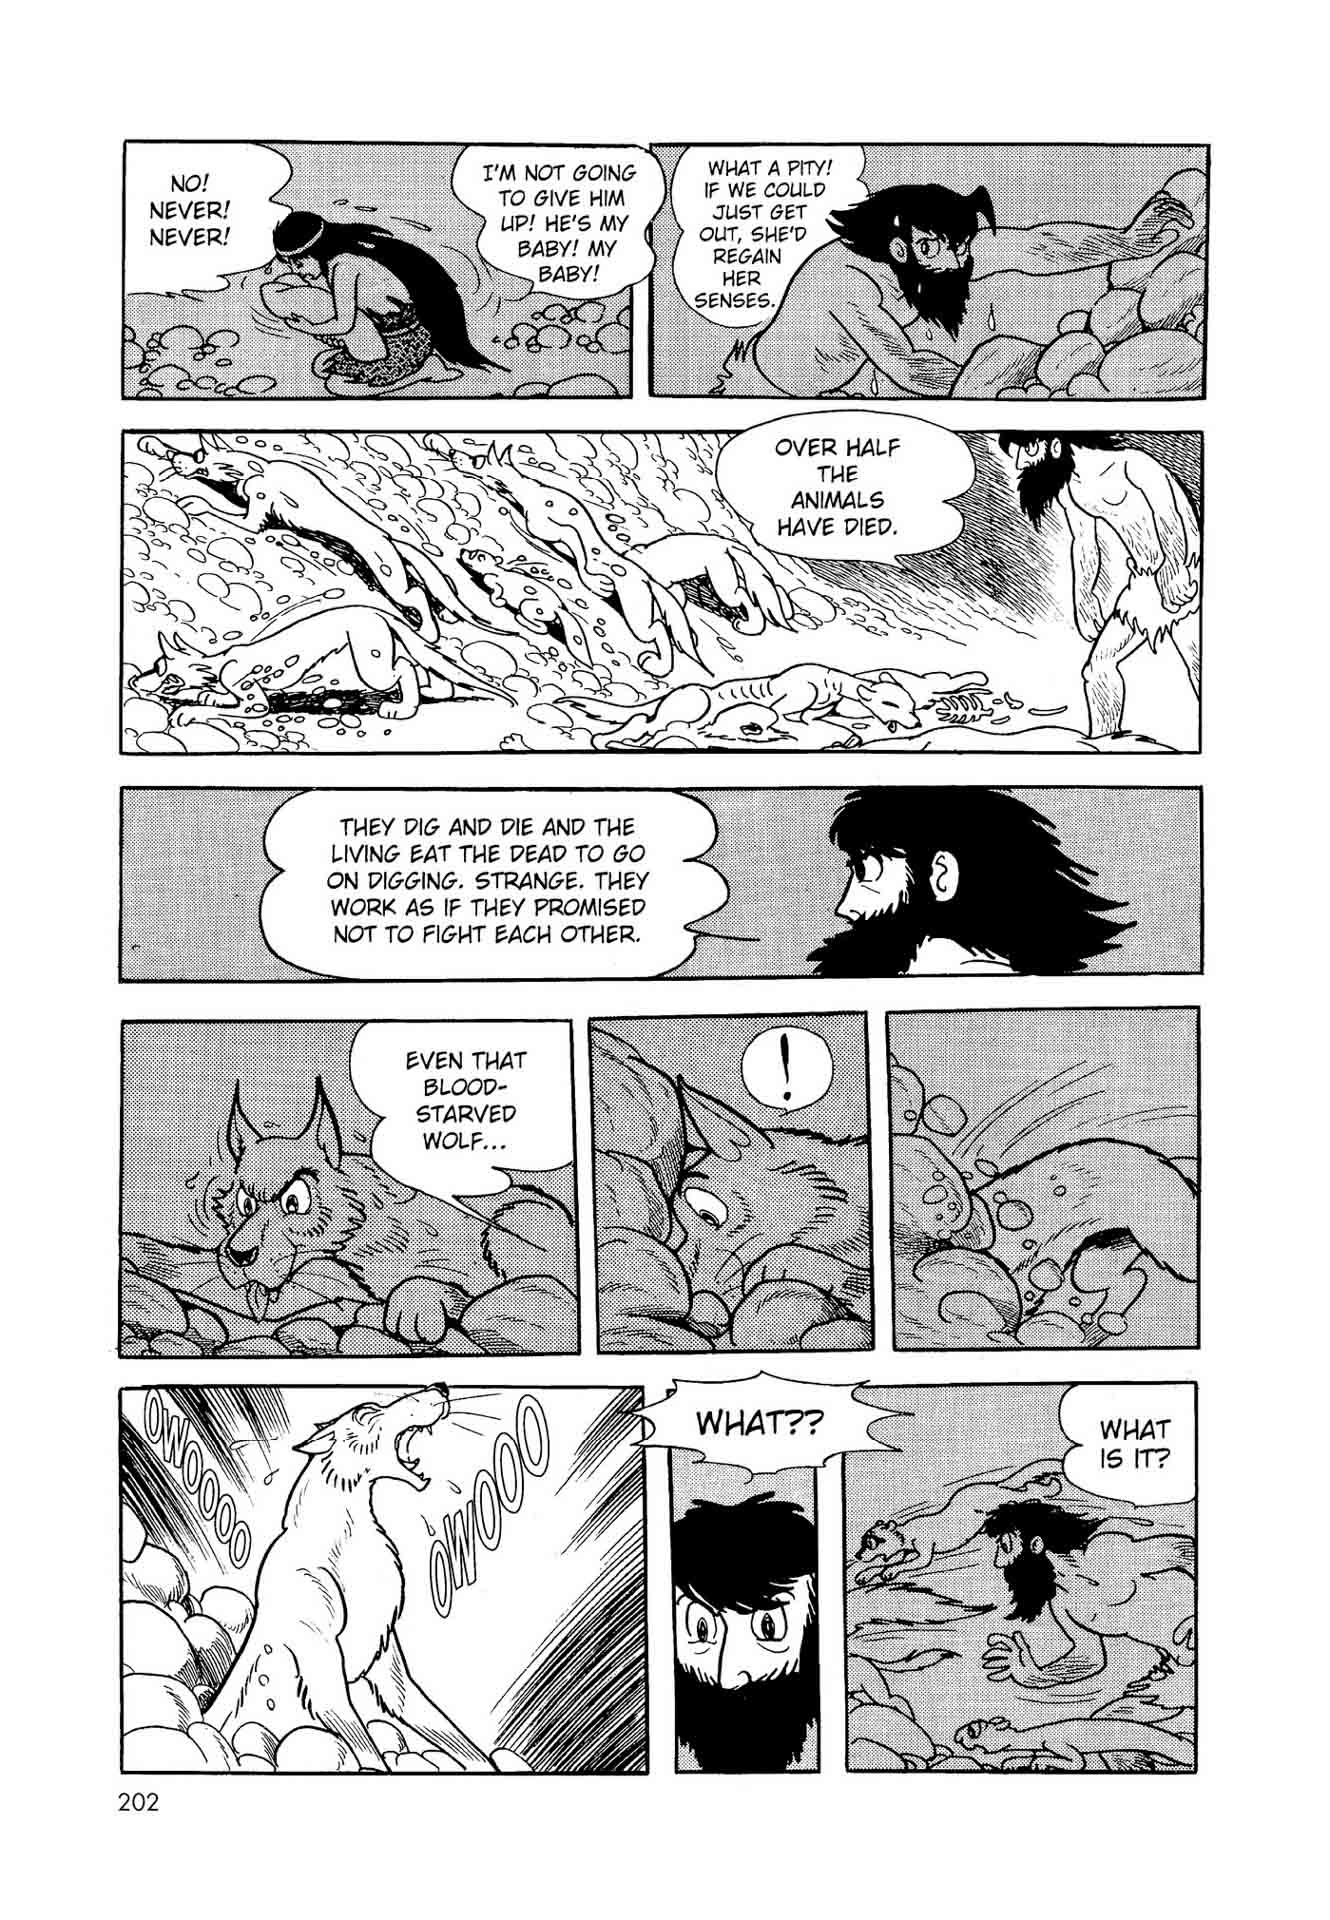 NO!
NEVER!
NEVER!
I'M NOT GOING
TO GIVE HIM
UP! HE'S MY
BABY! MY
BABY!
WHAT A PITY!
IF WE COULD
JUST GET
OUT, SHE'D
REGAIN
HER
SENSES.
OVER HALF
THE
ANIMALS
HAVE DIED.
THEY DIG AND DIE AND THE
LIVING EAT THE DEAD TO GO
ON DIGGING. STRANGE. THEY
WORK AS IF THEY PROMISED
NOT TO FIGHT EACH OTHER.
EVEN THAT
BLOOD-
STARVED
WOLF...
!
OWOOOO
OWOOO
WHAT??
WHAT
IS IT?
202